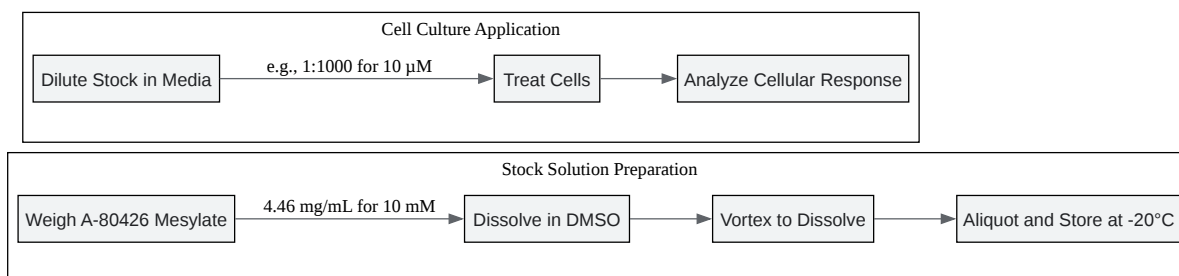 Cell Culture Application
Dilute Stock in Media
e.g., 1:1000 for 10 µM
Treat Cells
Analyze Cellular Response
Stock Solution Preparation
Weigh A-80426 Mesylate
4.46 mg/mL for 10 mM
Dissolve in DMSO
Vortex to Dissolve
Aliquot and Store at -20°C